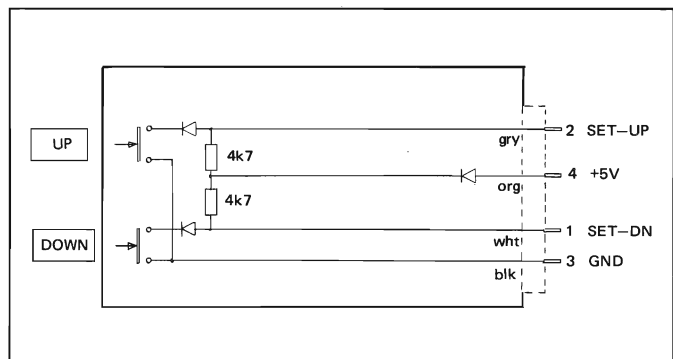 2 SET-UP
gry
UP
4k7
4 +5V
org
4k7
1 SET-DN
wht
DOWN
3 GND
blk